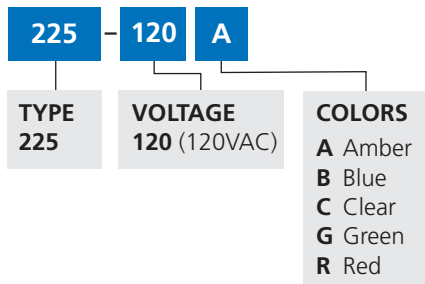 225 - 120 A
TYPE
225
VOLTAGE
120 (120VAC)
COLORS
A Amber
B Blue
C Clear
G Green
R Red